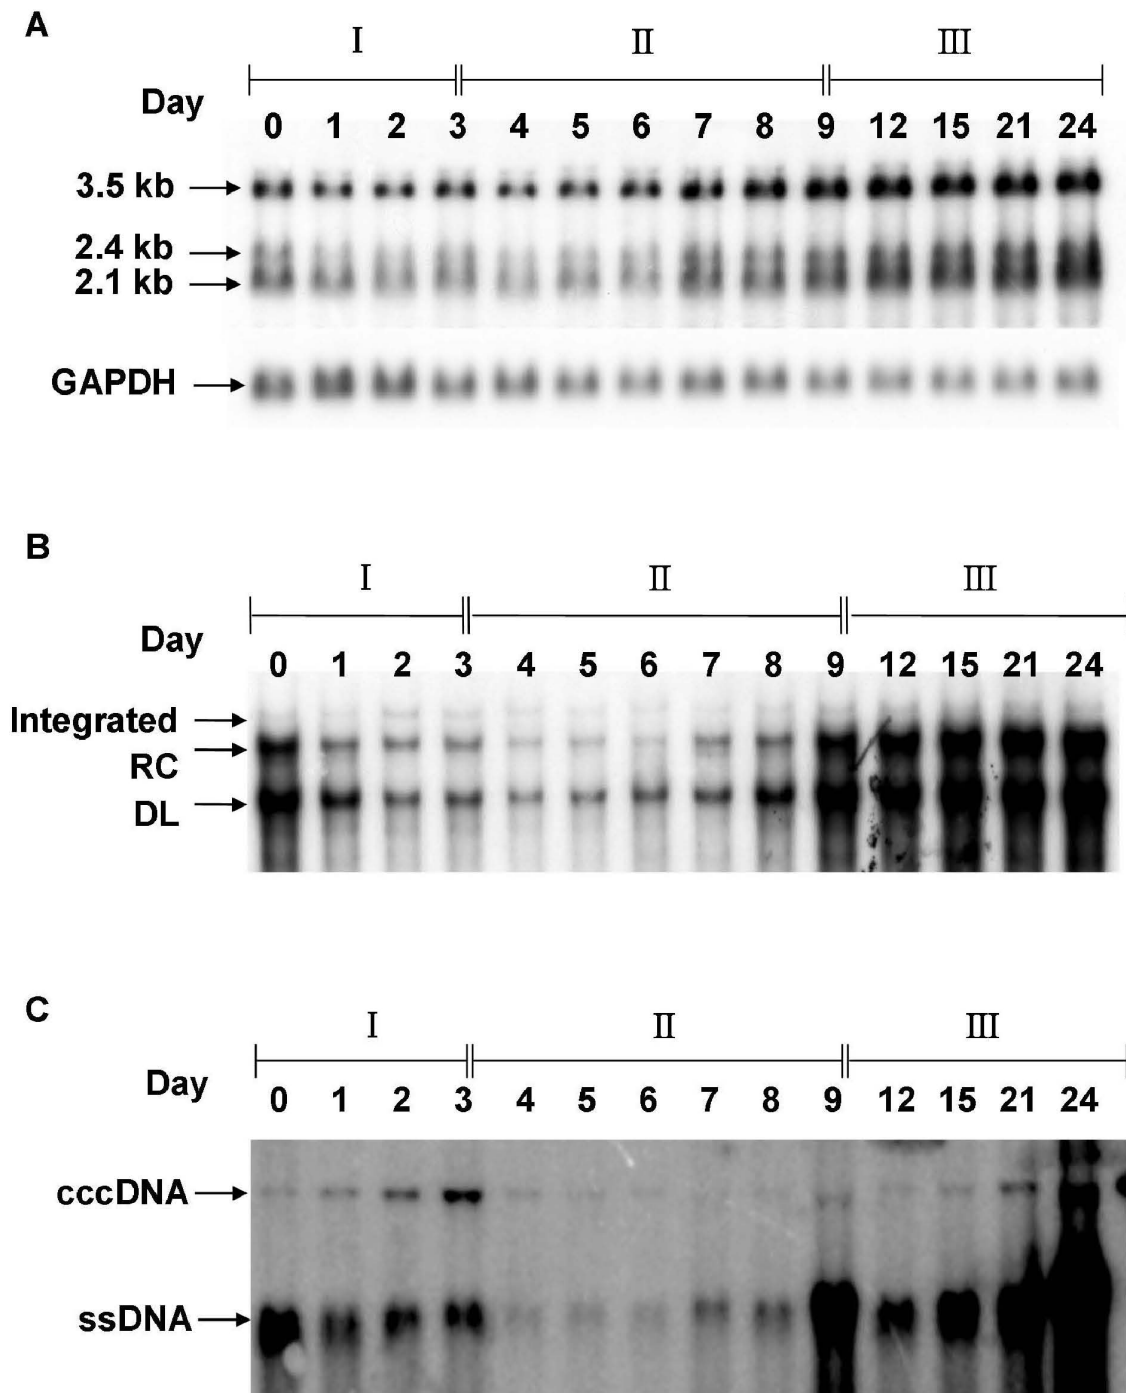 A
I II III
Day
0 1 2 3 4 5 6 7 8 9 12 15 21 24
3.5 kb
2.4 kb
2.1 kb
GAPDH
B
I II III
Day
0 1 2 3 4 5 6 7 8 9 12 15 21 24
Integrated
RC
DL
C
I II III
Day
0 1 2 3 4 5 6 7 8 9 12 15 21 24
cccDNA
ssDNA